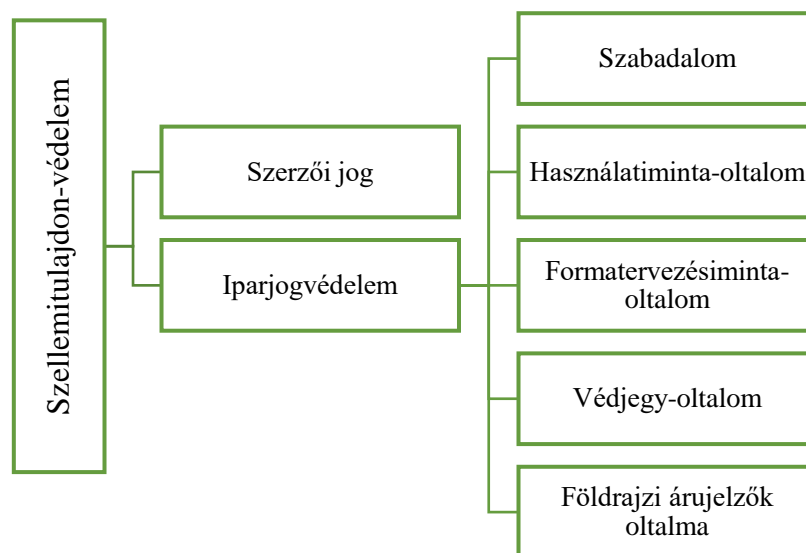 Szellemitulajdon-védelem
Szerzői jog
Iparjogvédelem
Szabadalom
Használatiminta-oltalom
Formatervezésiminta-
oltalom
Védjegy-oltalom
Földrajzi árujelzők
oltalma